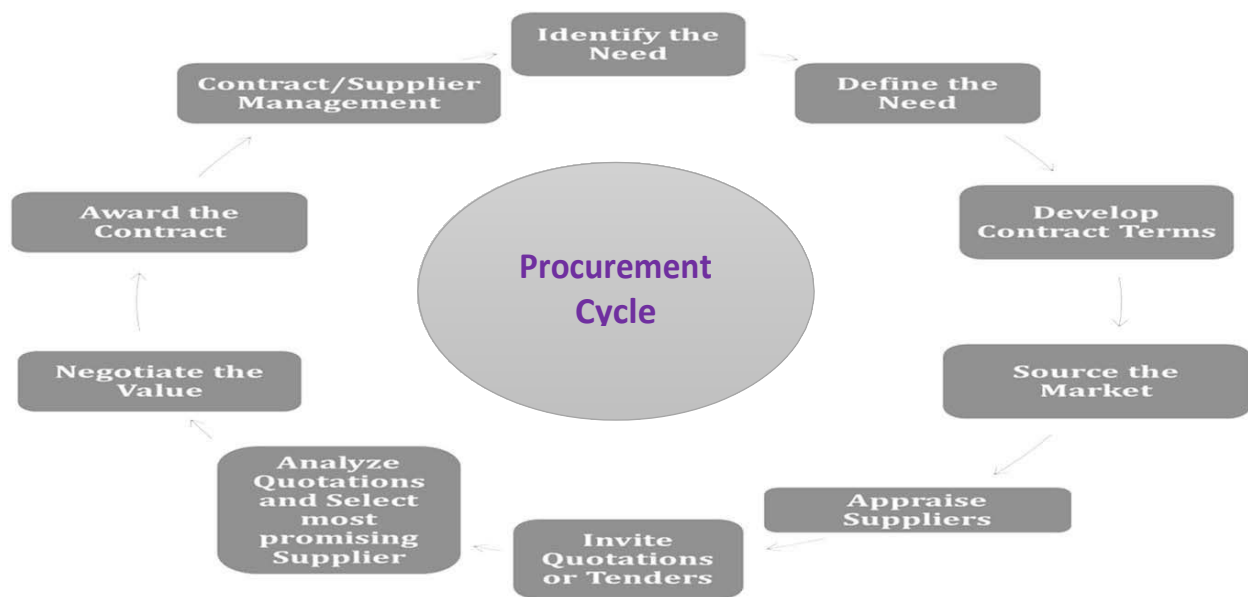 Identify the
Need
Define the
Need
Develop
Contract Terms
Source the
Market
Appraise
Suppliers
Invite
Quotations
or Tenders
Analyze
Quotations
and Select
most
promising
Supplier
Negotiate the
Value
Award the
Contract
Contract/Supplier
Management
Procurement
Cycle